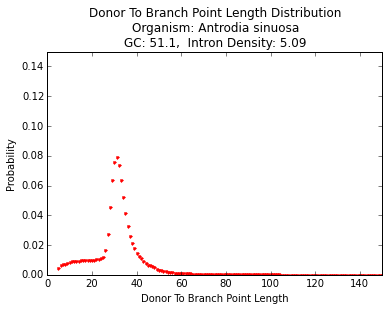 Donor To Branch Point Length Distribution
Organism: Antrodia sinuosa
GC: 51.1,  Intron Density: 5.09
0.14
0.12
0.10
0.08
0.06
0.04
0.02
0.00
Probability
0 20 40 60 80 100 120 140
Donor To Branch Point Length